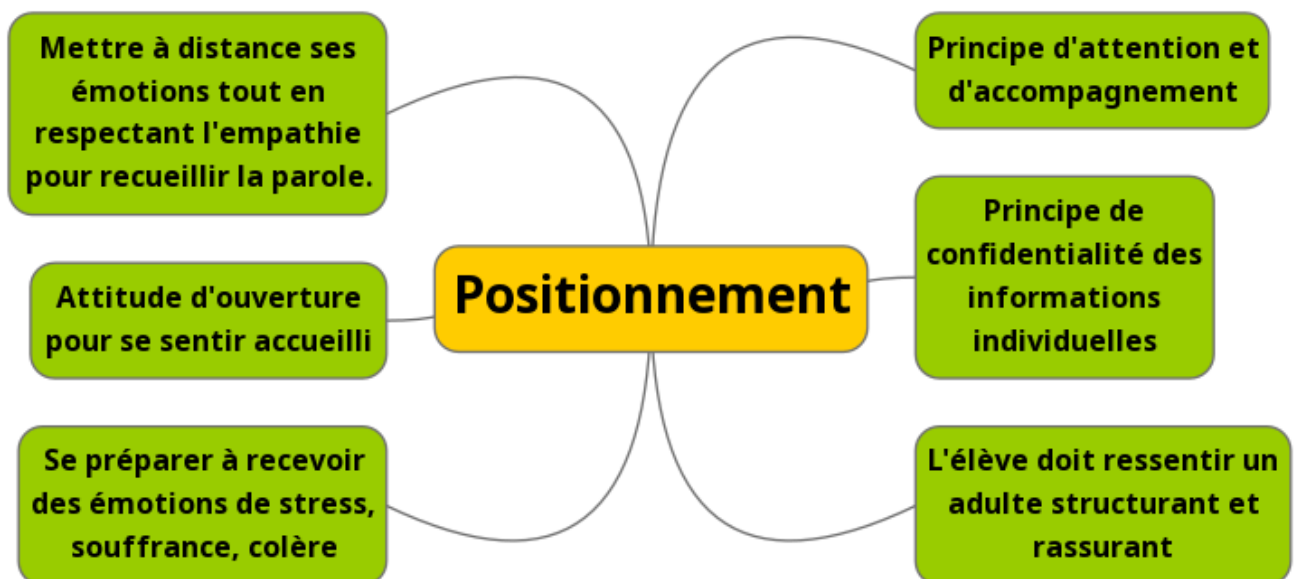 Mettre à distance ses
émotions tout en
respectant l'empathie
pour recueillir la parole.
Attitude d'ouverture
pour se sentir accueilli
Se préparer à recevoir
des émotions de stress,
souffrance, colère
Positionnement
Principe d'attention et
d'accompagnement
Principe de
confidentialité des
informations
individuelles
L'élève doit ressentir un
adulte structurant et
rassurant